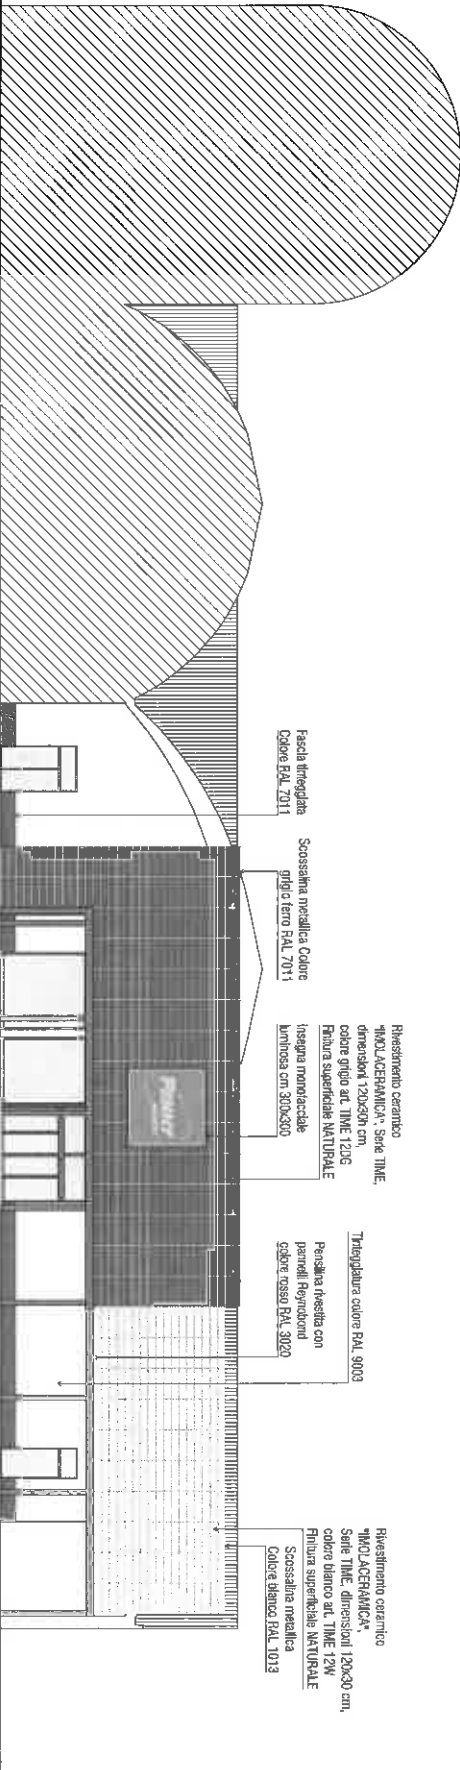 Fascia tinteggiata
Colore RAL 7011
Scossalina metallica Colore
grigio ferro RAL 7011
Rivestimento ceramico
"IMOLACERAMICA", Serie TIME,
dimensioni 120x30h cm,
colore grigio art. TIME 12DG
Finitura superficiale NATURALE
Insegna monofacciale
luminosa cm 300x300
Tinteggiatura colore RAL 9003
Pensilina rivestita con
pannelli Reynobond
colore rosso RAL 3020
Rivestimento ceramico
"IMOLACERAMICA",
Serie TIME, dimensioni 120x30 cm,
colore bianco art. TIME 12W
Finitura superficiale NATURALE
Scossalina metallica
Colore bianco RAL 1013